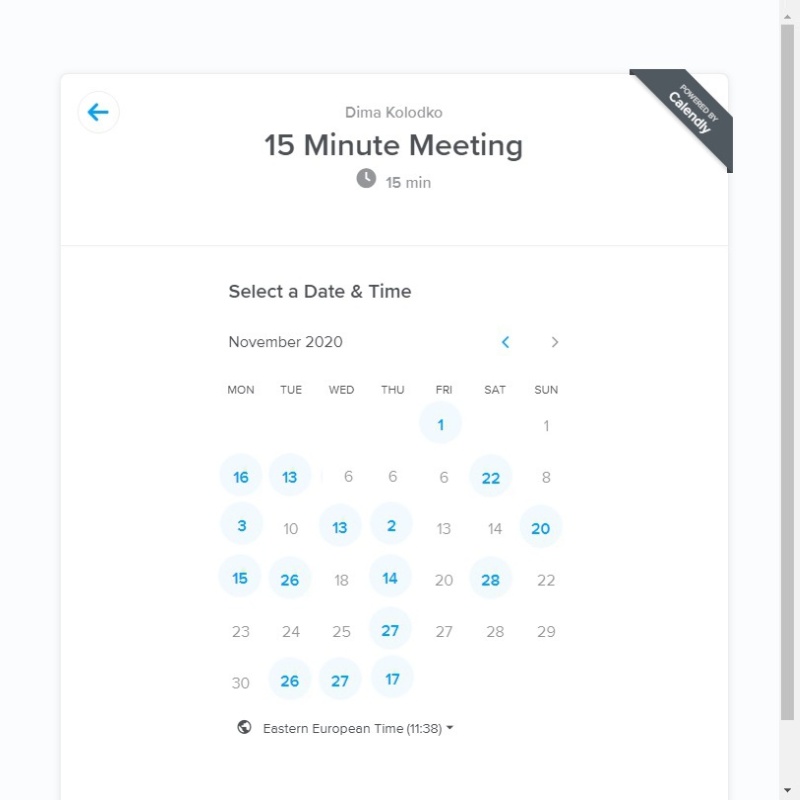 POWERED BY
Calendly
Dima Kolodko
15 Minute Meeting
15 min
Select a Date & Time
November 2020
MON TUE WED THU FRI SAT SUN
1 1
16 13 6 6 6 22 8
3 10 13 2 13 14 20
15 26 18 14 20 28 22
23 24 25 27 27 28 29
30 26 27 17
Eastern European Time (11:38)